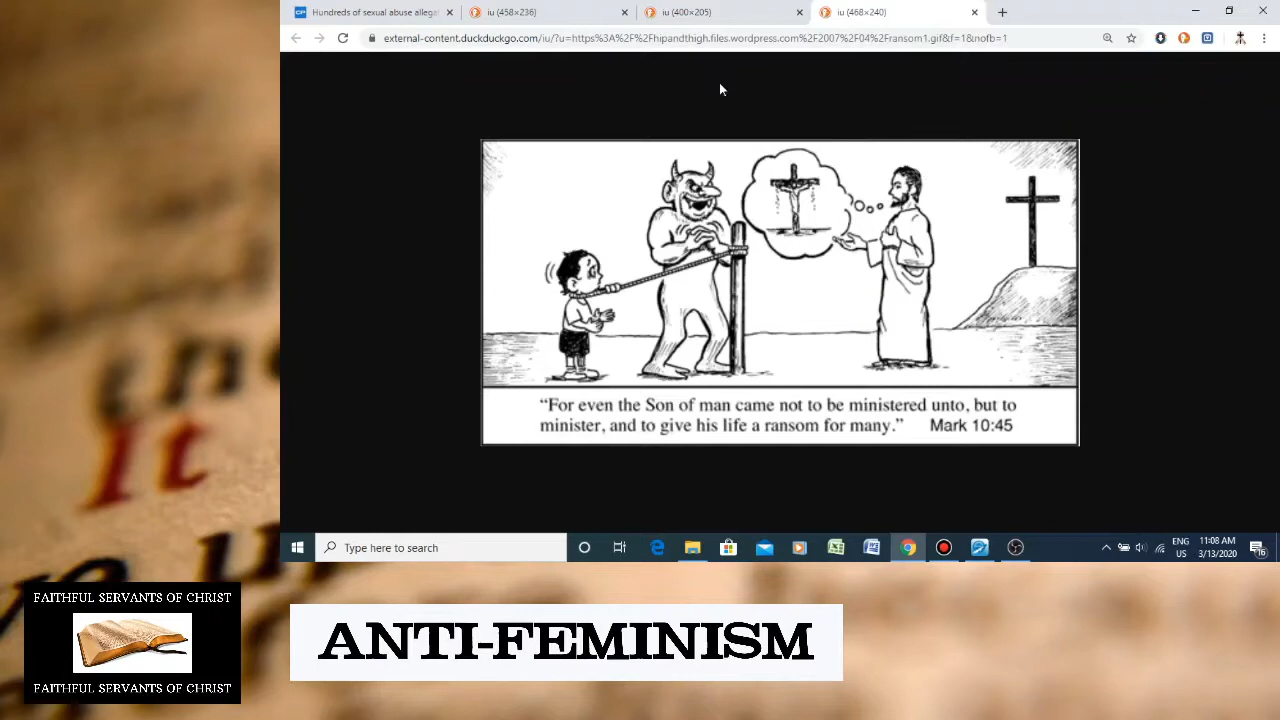 Hundreds of sexual abuse allega
iu (458×236)
iu (400×205)
iu (468×240)
external-content.duckduckgo.com/iu/?u=https%3A%2F%2Fhipandthigh.files.wordpress.com%2F2007%2F04%2Fransom1.gif&f=1&nofb=1
"For even the Son of man came not to be ministered unto, but to
minister, and to give his life a ransom for many." Mark 10:45
Type here to search
ENG
US
11:08 AM
3/13/2020
It
FAITHFUL SERVANTS OF CHRIST
FAITHFUL SERVANTS OF CHRIST
ANTI-FEMINISM